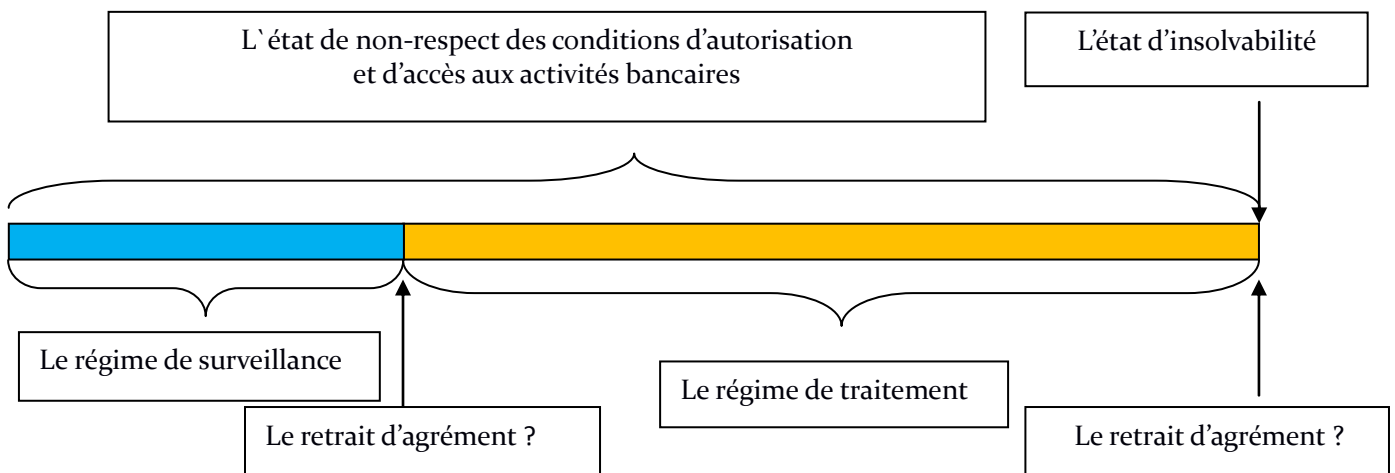 L` état de non-respect des conditions d'autorisation
et d'accès aux activités bancaires
L'état d'insolvabilité
Le régime de surveillance
Le régime de traitement
Le retrait d'agrément ?
Le retrait d'agrément ?